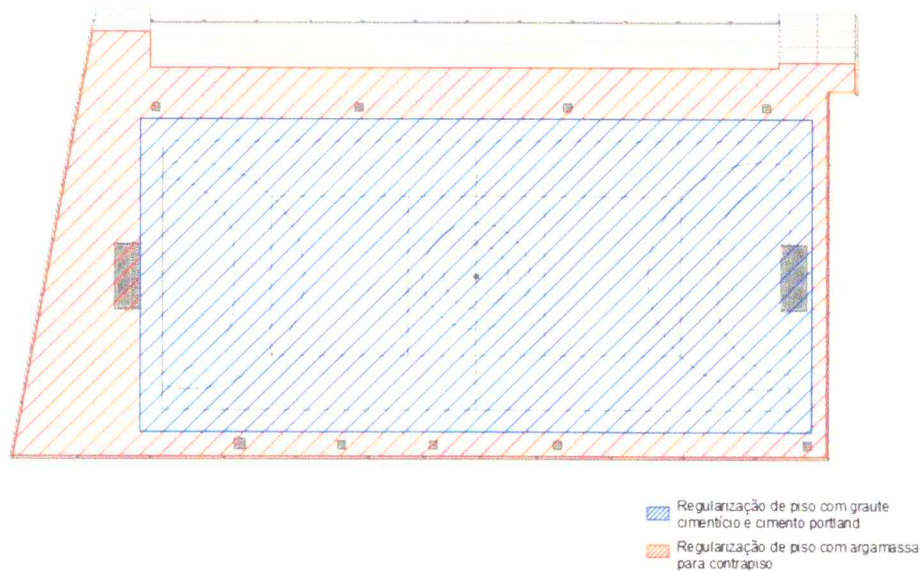 Regularização de piso com graute
cimentício e cimento portland
Regularização de piso com argamassa
para contrapiso